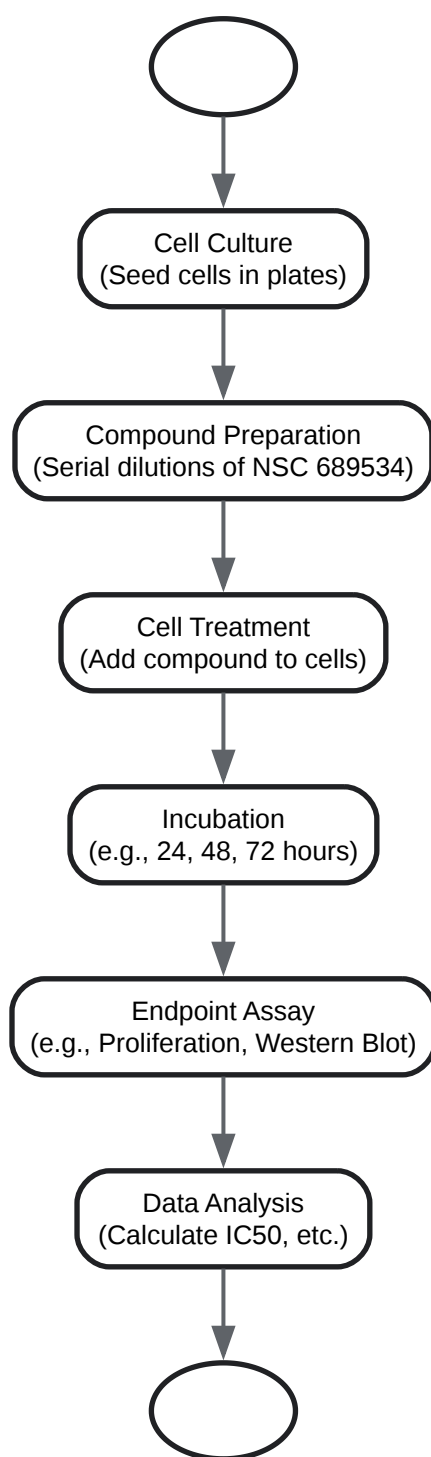 Cell Culture
(Seed cells in plates)
Compound Preparation
(Serial dilutions of NSC 689534)
Cell Treatment
(Add compound to cells)
Incubation
(e.g., 24, 48, 72 hours)
Endpoint Assay
(e.g., Proliferation, Western Blot)
Data Analysis
(Calculate IC50, etc.)